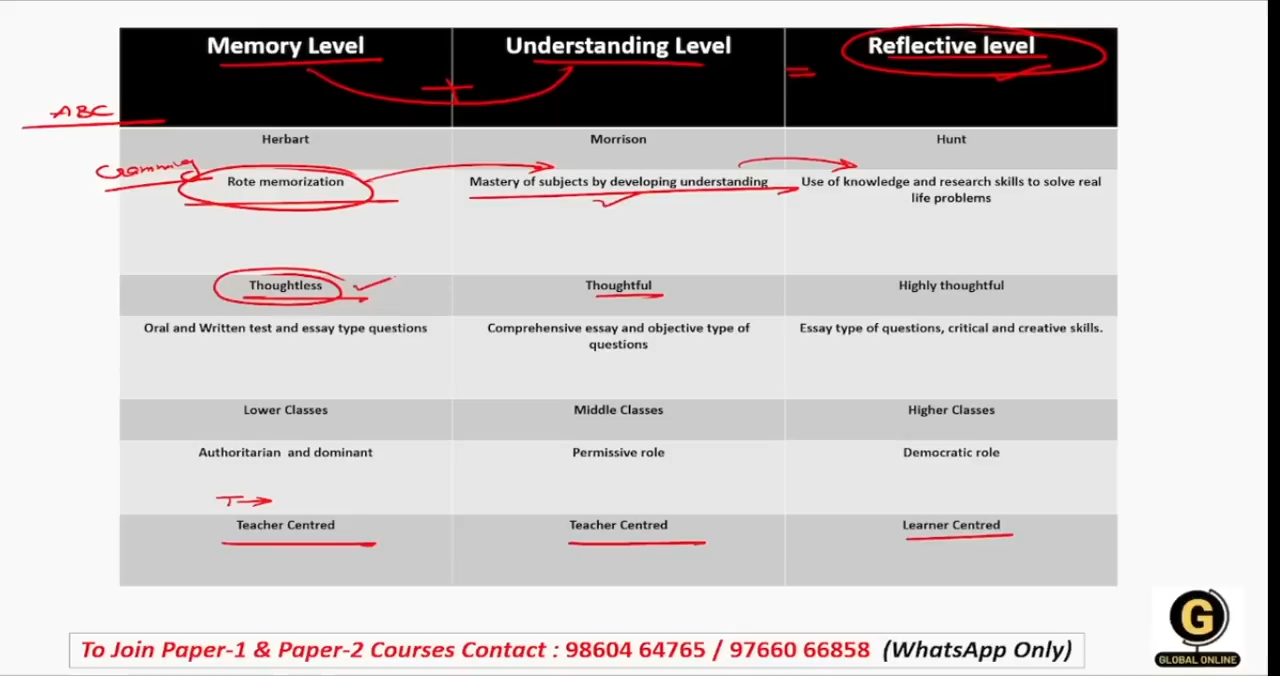 Memory Level Understanding Level Reflective level
+ =
ABC
Herbart Morrison Hunt
Cramming
Rote memorization Mastery of subjects by developing understanding Use of knowledge and research skills to solve real
life problems
Thoughtless Thoughtful Highly thoughtful
Oral and Written test and essay type questions Comprehensive essay and objective type of Essay type of questions, critical and creative skills.
questions
Lower Classes Middle Classes Higher Classes
Authoritarian and dominant Permissive role Democratic role
T→
Teacher Centred Teacher Centred Learner Centred
G
GLOBAL ONLINE
To Join Paper-1 & Paper-2 Courses Contact : 98604 64765 / 97660 66858 (WhatsApp Only)